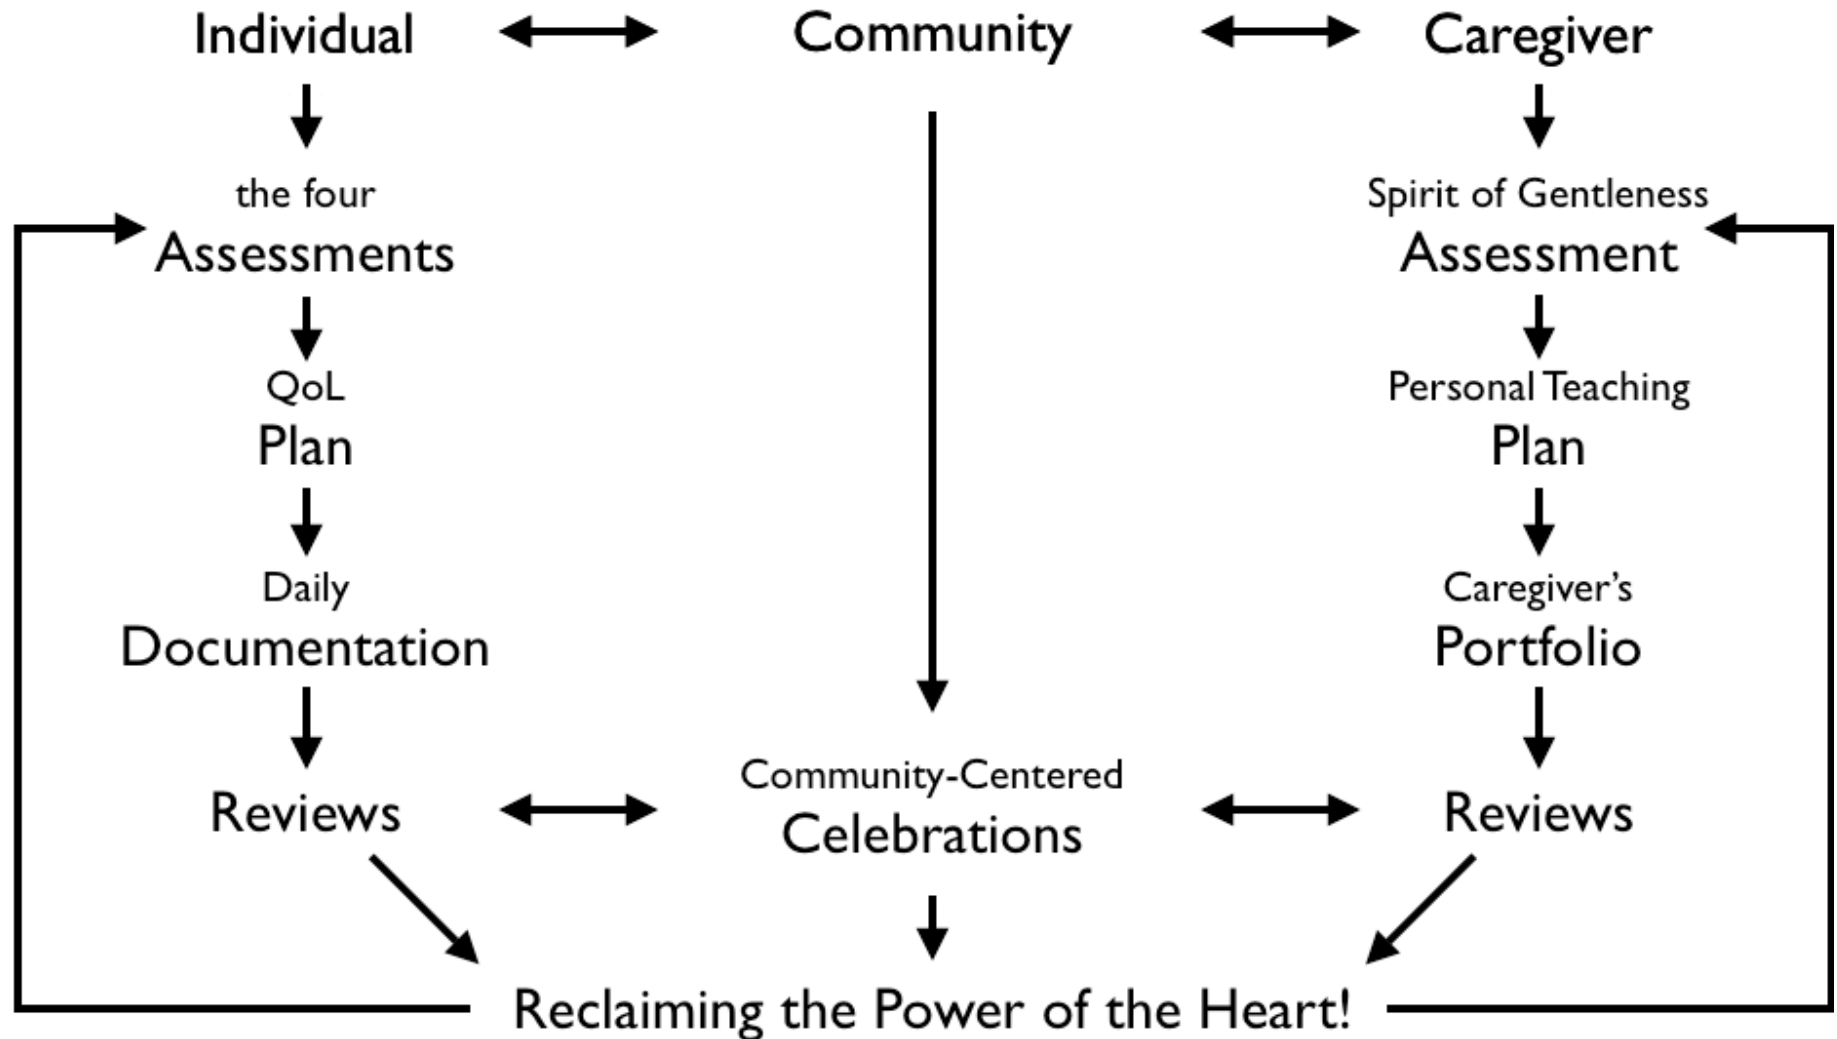 Individual
Community
Caregiver
the four
Assessments
Spirit of Gentleness
Assessment
QoL
Plan
Personal Teaching
Plan
Daily
Documentation
Caregiver’s
Portfolio
Reviews
Community-Centered
Celebrations
Reviews
Reclaiming the Power of the Heart!